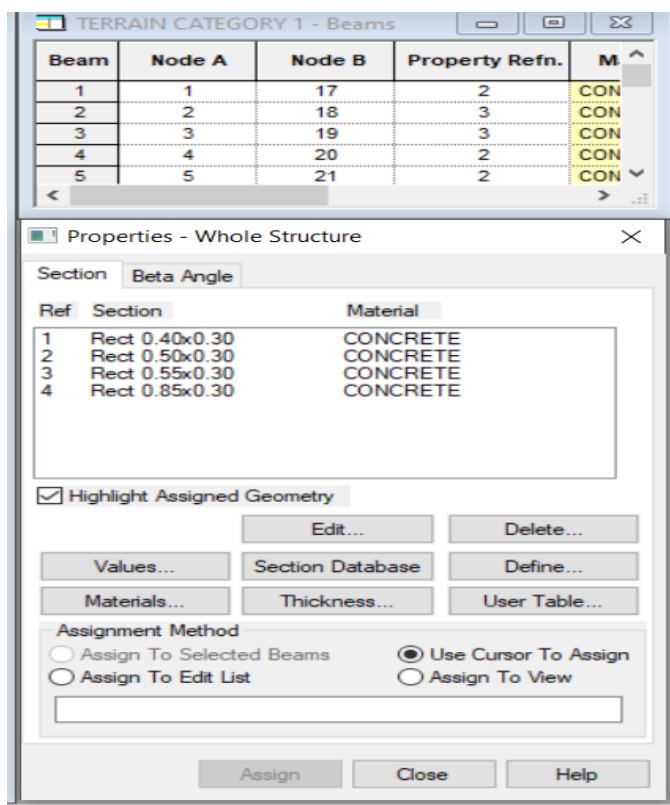 TERRAIN CATEGORY 1 - Beams
Beam Node A Node B Property Refn. M
1 1 17 2 CON
2 2 18 3 CON
3 3 19 3 CON
4 4 20 2 CON
5 5 21 2 CON
Properties - Whole Structure
Section Beta Angle
Ref Section Material
1 Rect 0.40x0.30 CONCRETE
2 Rect 0.50x0.30 CONCRETE
3 Rect 0.55x0.30 CONCRETE
4 Rect 0.85x0.30 CONCRETE
Highlight Assigned Geometry
Edit... Delete...
Values... Section Database Define...
Materials... Thickness... User Table...
Assignment Method
Assign To Selected Beams Use Cursor To Assign
Assign To Edit List Assign To View
Assign Close Help